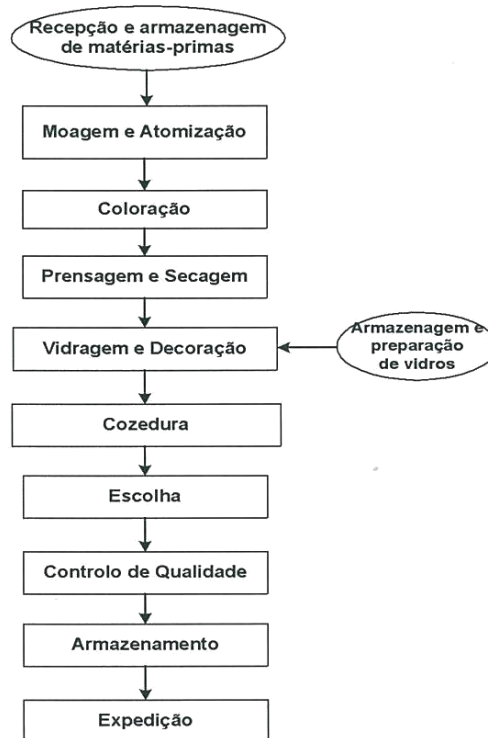 Recepção e armazenagem
de matérias-primas
Moagem e Atomização
Coloração
Prensagem e Secagem
Vidragem e Decoração
Armazenagem e
preparação
de vidros
Cozedura
Escolha
Controlo de Qualidade
Armazenamento
Expedição